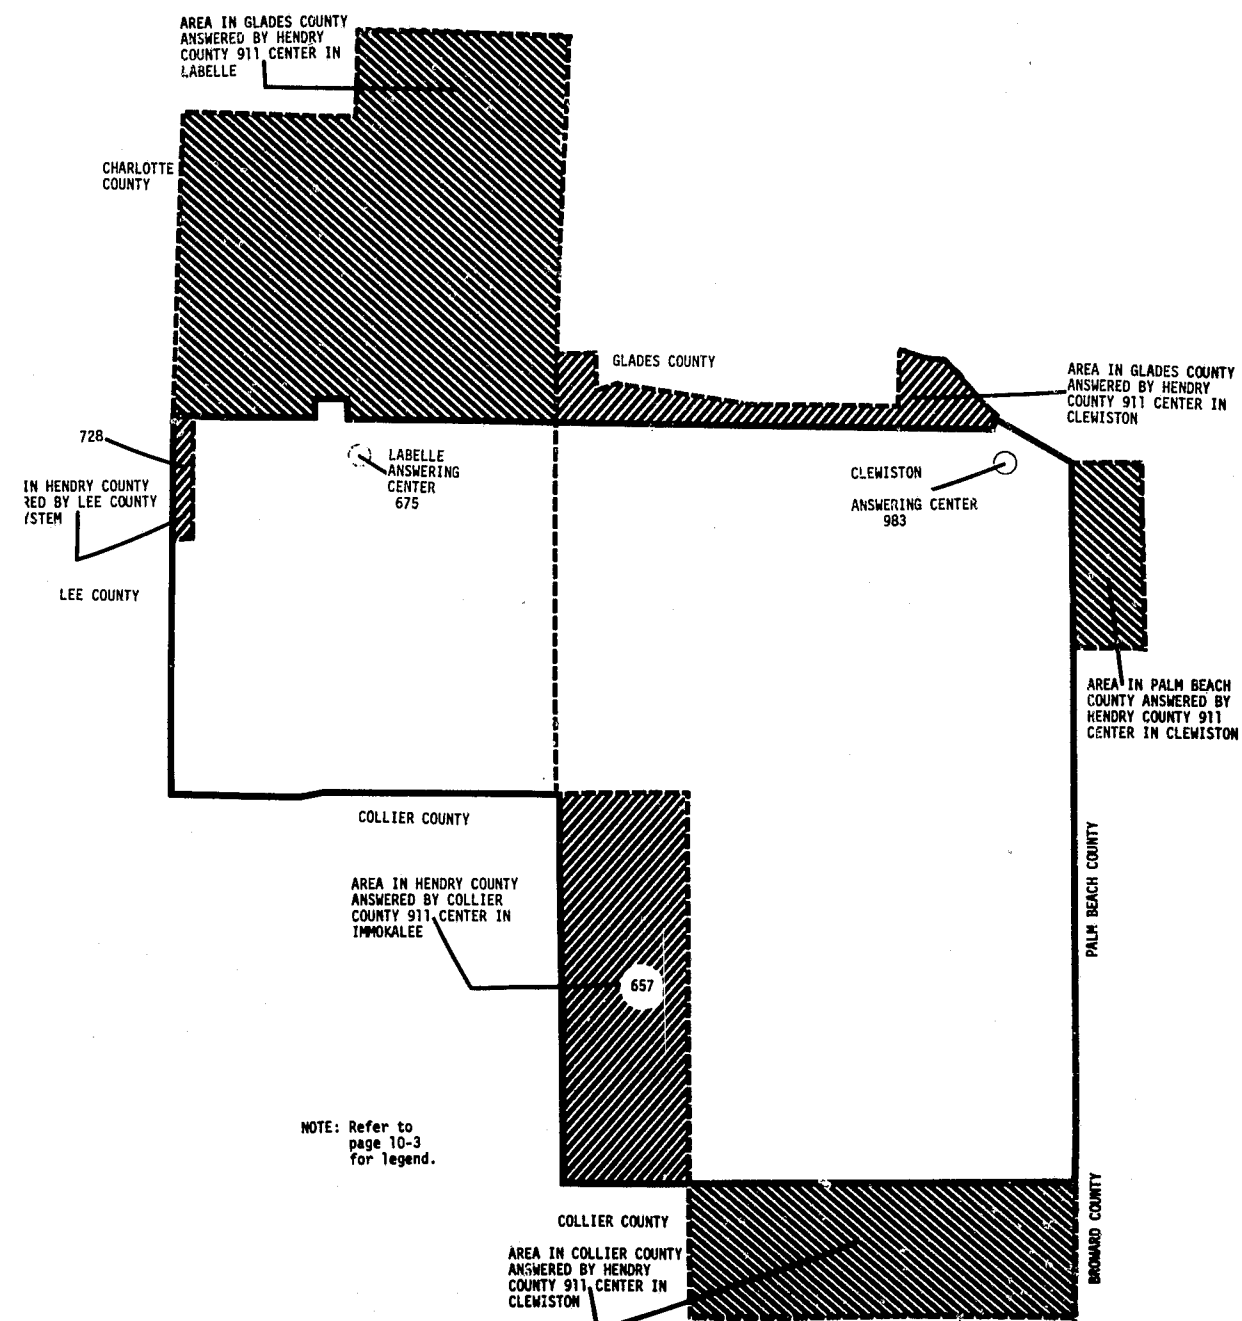 AREA IN GLADES COUNTY
ANSWERED BY HENDRY
COUNTY 911 CENTER IN
LABELLE
CHARLOTTE
COUNTY
GLADES COUNTY
AREA IN GLADES COUNTY
ANSWERED BY HENDRY
COUNTY 911 CENTER IN
CLEWISTON
728
IN HENDRY COUNTY
RED BY LEE COUNTY
YSTEM
LABELLE
ANSWERING
CENTER
675
CLEWISTON
ANSWERING CENTER
983
LEE COUNTY
AREA IN PALM BEACH
COUNTY ANSWERED BY
HENDRY COUNTY 911
CENTER IN CLEWISTON
COLLIER COUNTY
PALM BEACH COUNTY
AREA IN HENDRY COUNTY
ANSWERED BY COLLIER
COUNTY 911 CENTER IN
IMMOKALEE
657
NOTE: Refer to
page 10-3
for legend.
COLLIER COUNTY
BROWARD COUNTY
AREA IN COLLIER COUNTY
ANSWERED BY HENDRY
COUNTY 911 CENTER IN
CLEWISTON